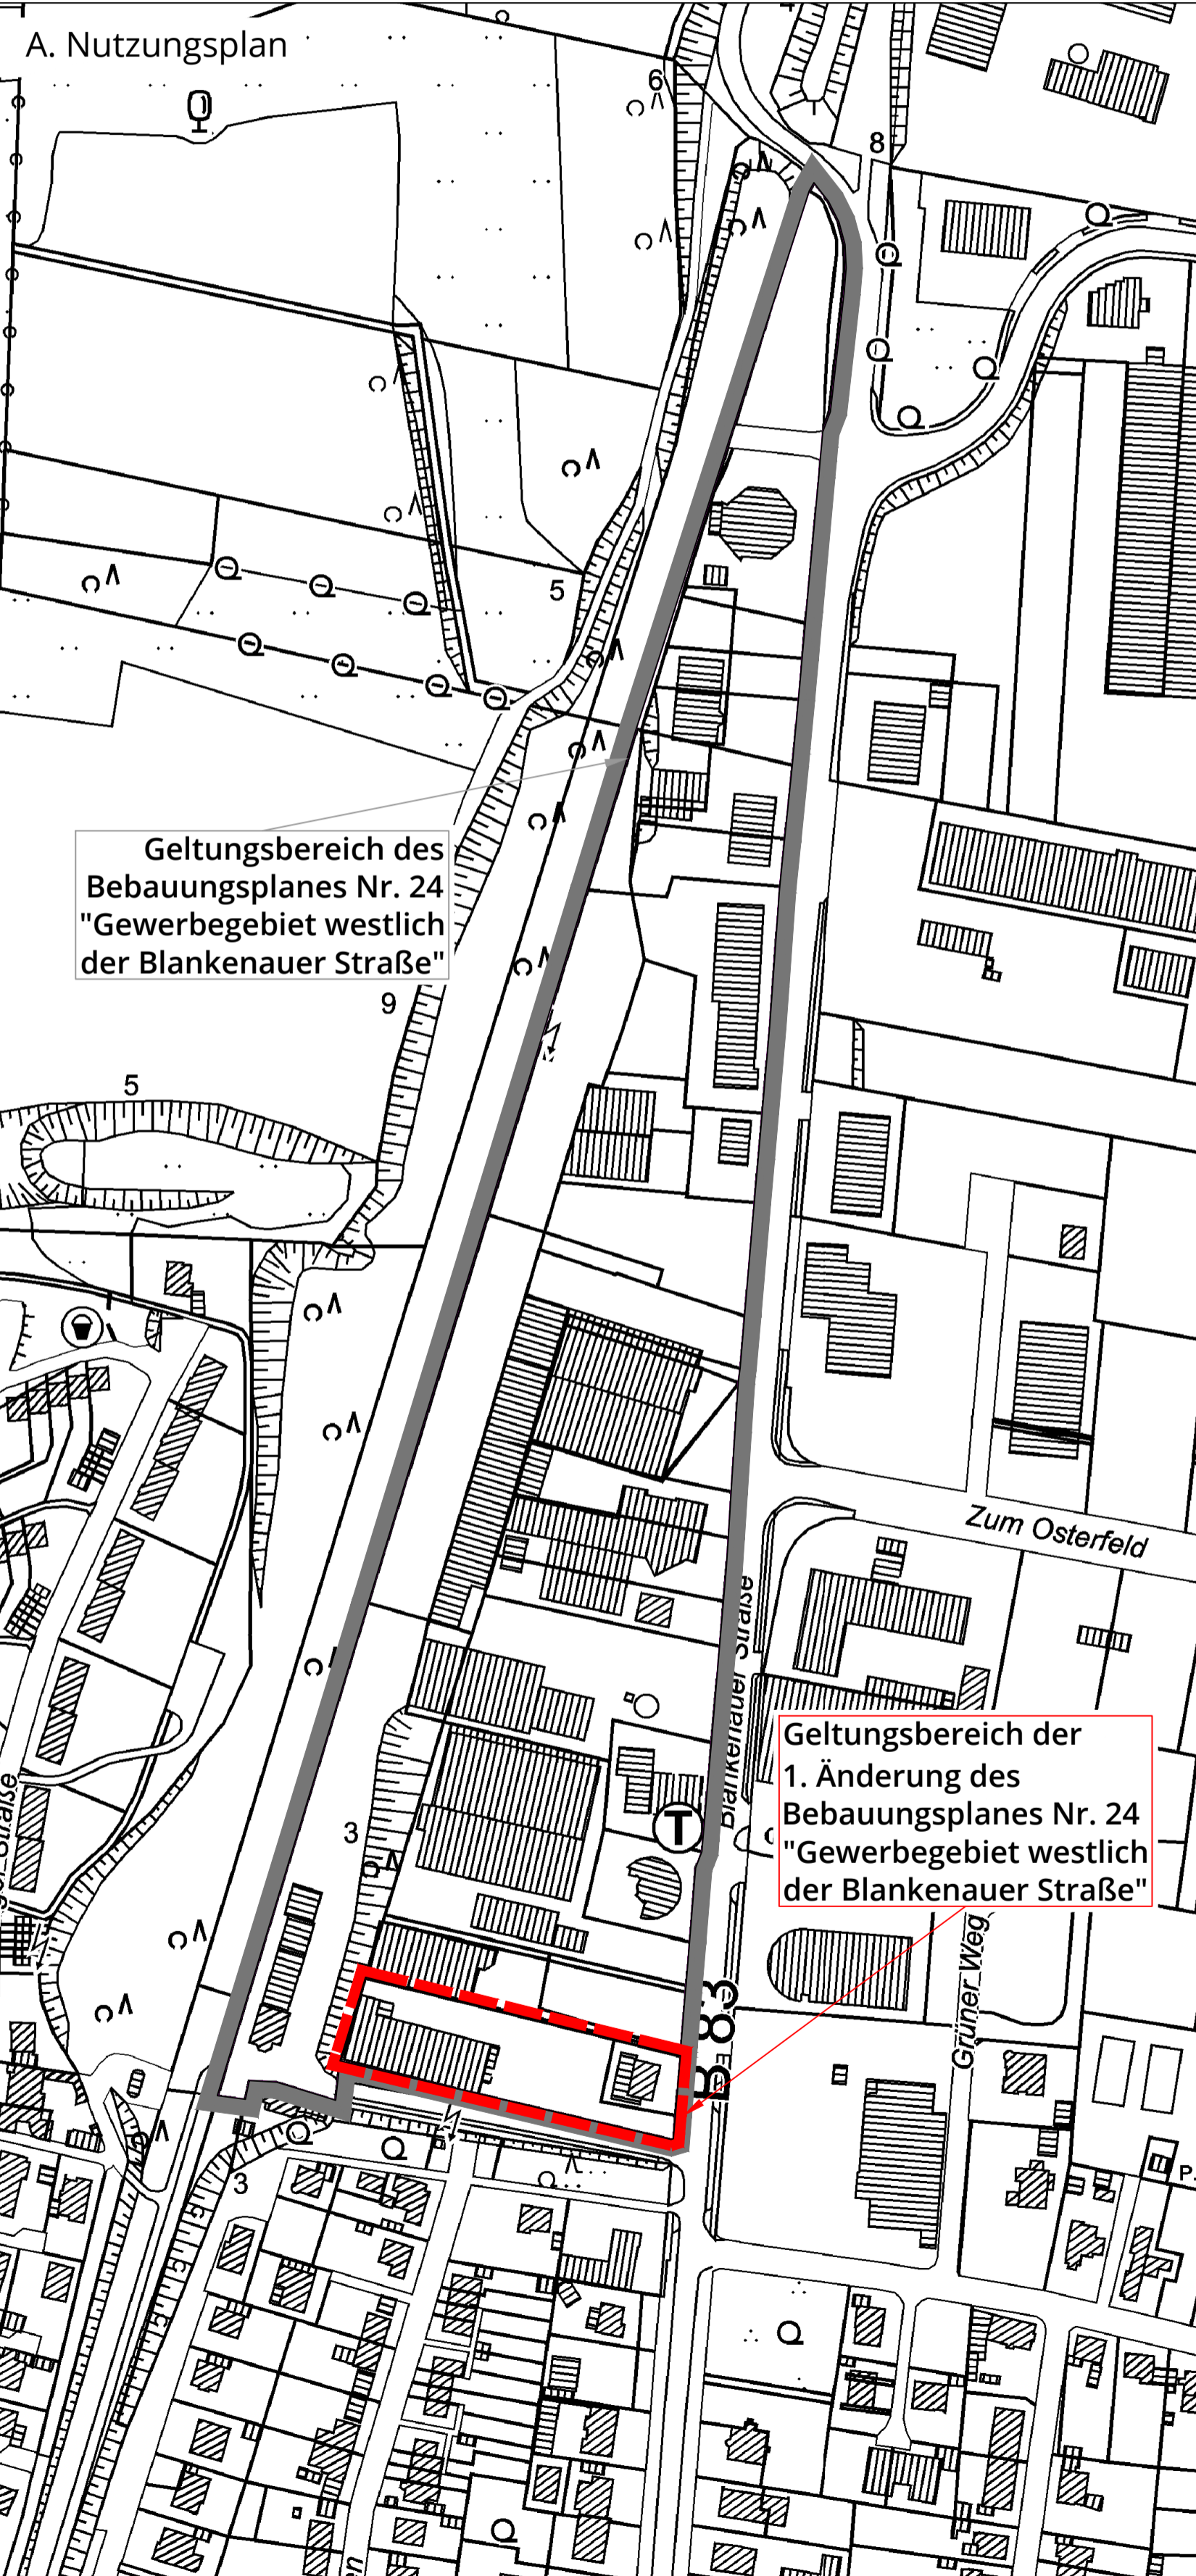 A. Nutzungsplan
6
8
5
Geltungsbereich des
Bebauungsplanes Nr. 24
"Gewerbegebiet westlich
der Blankenauer Straße"
9
5
Zum Osterfeld
Blankenauer Straße
Geltungsbereich der
1. Änderung des
Bebauungsplanes Nr. 24
"Gewerbegebiet westlich
der Blankenauer Straße"
T
3
B 83
Grüner Weg
3